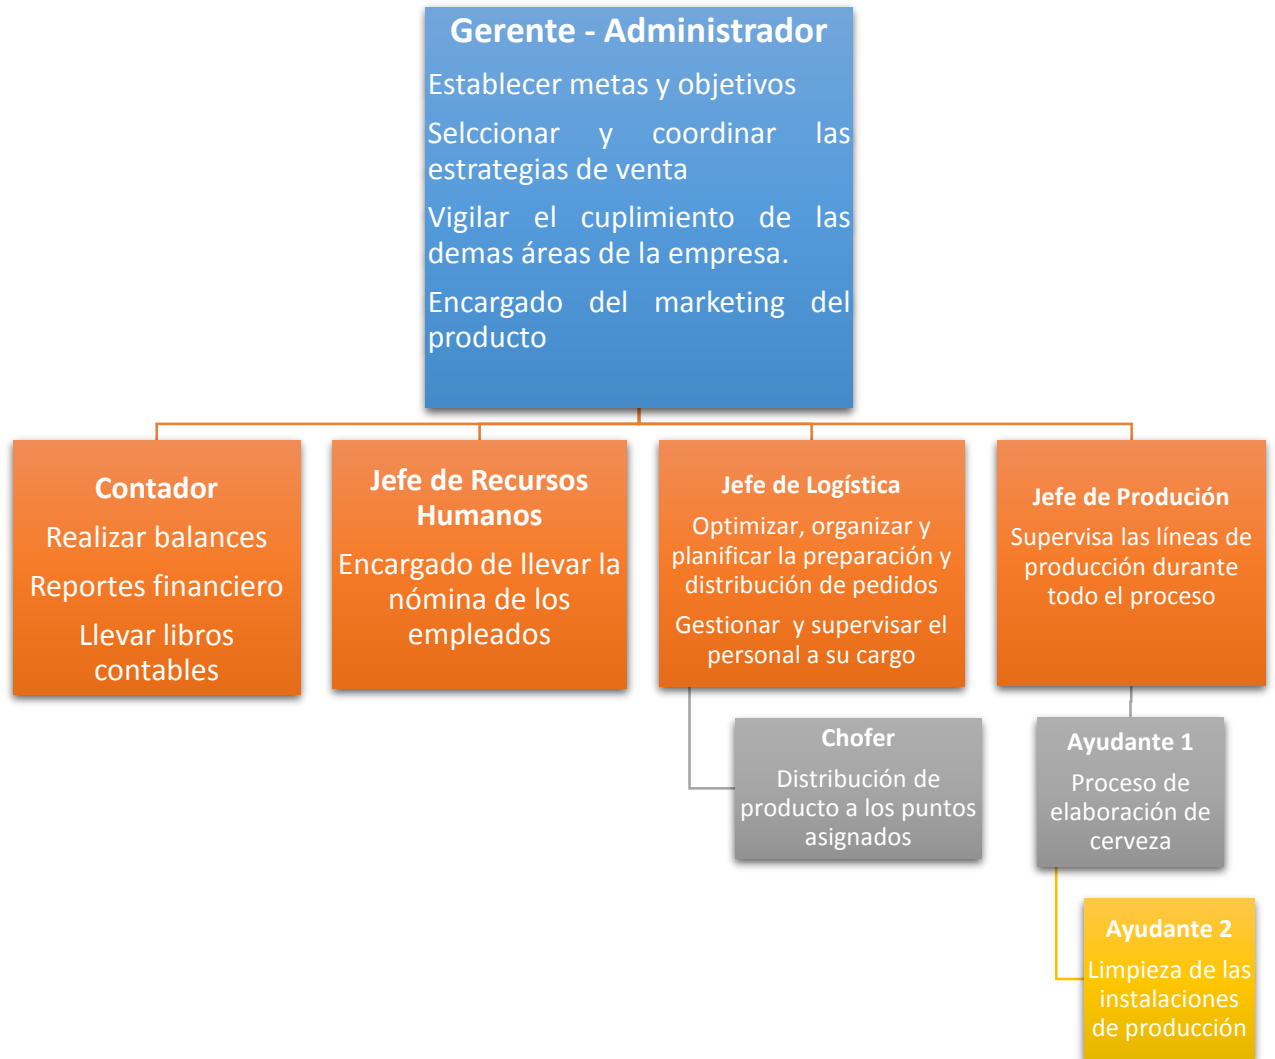 Gerente - Administrador
Establecer metas y objetivos
Selccionar y coordinar las
estrategias de venta
Vigilar el cuplimiento de las
demas áreas de la empresa.
Encargado del marketing del
producto
Contador
Realizar balances
Reportes financiero
Llevar libros
contables
Jefe de Recursos
Humanos
Encargado de llevar la
nómina de los
empleados
Jefe de Logística
Optimizar, organizar y
planificar la preparación y
distribución de pedidos
Gestionar y supervisar el
personal a su cargo
Jefe de Produción
Supervisa las líneas de
producción durante
todo el proceso
Chofer
Distribución de
producto a los puntos
asignados
Ayudante 1
Proceso de
elaboración de
cerveza
Ayudante 2
Limpieza de las
instalaciones
de producción